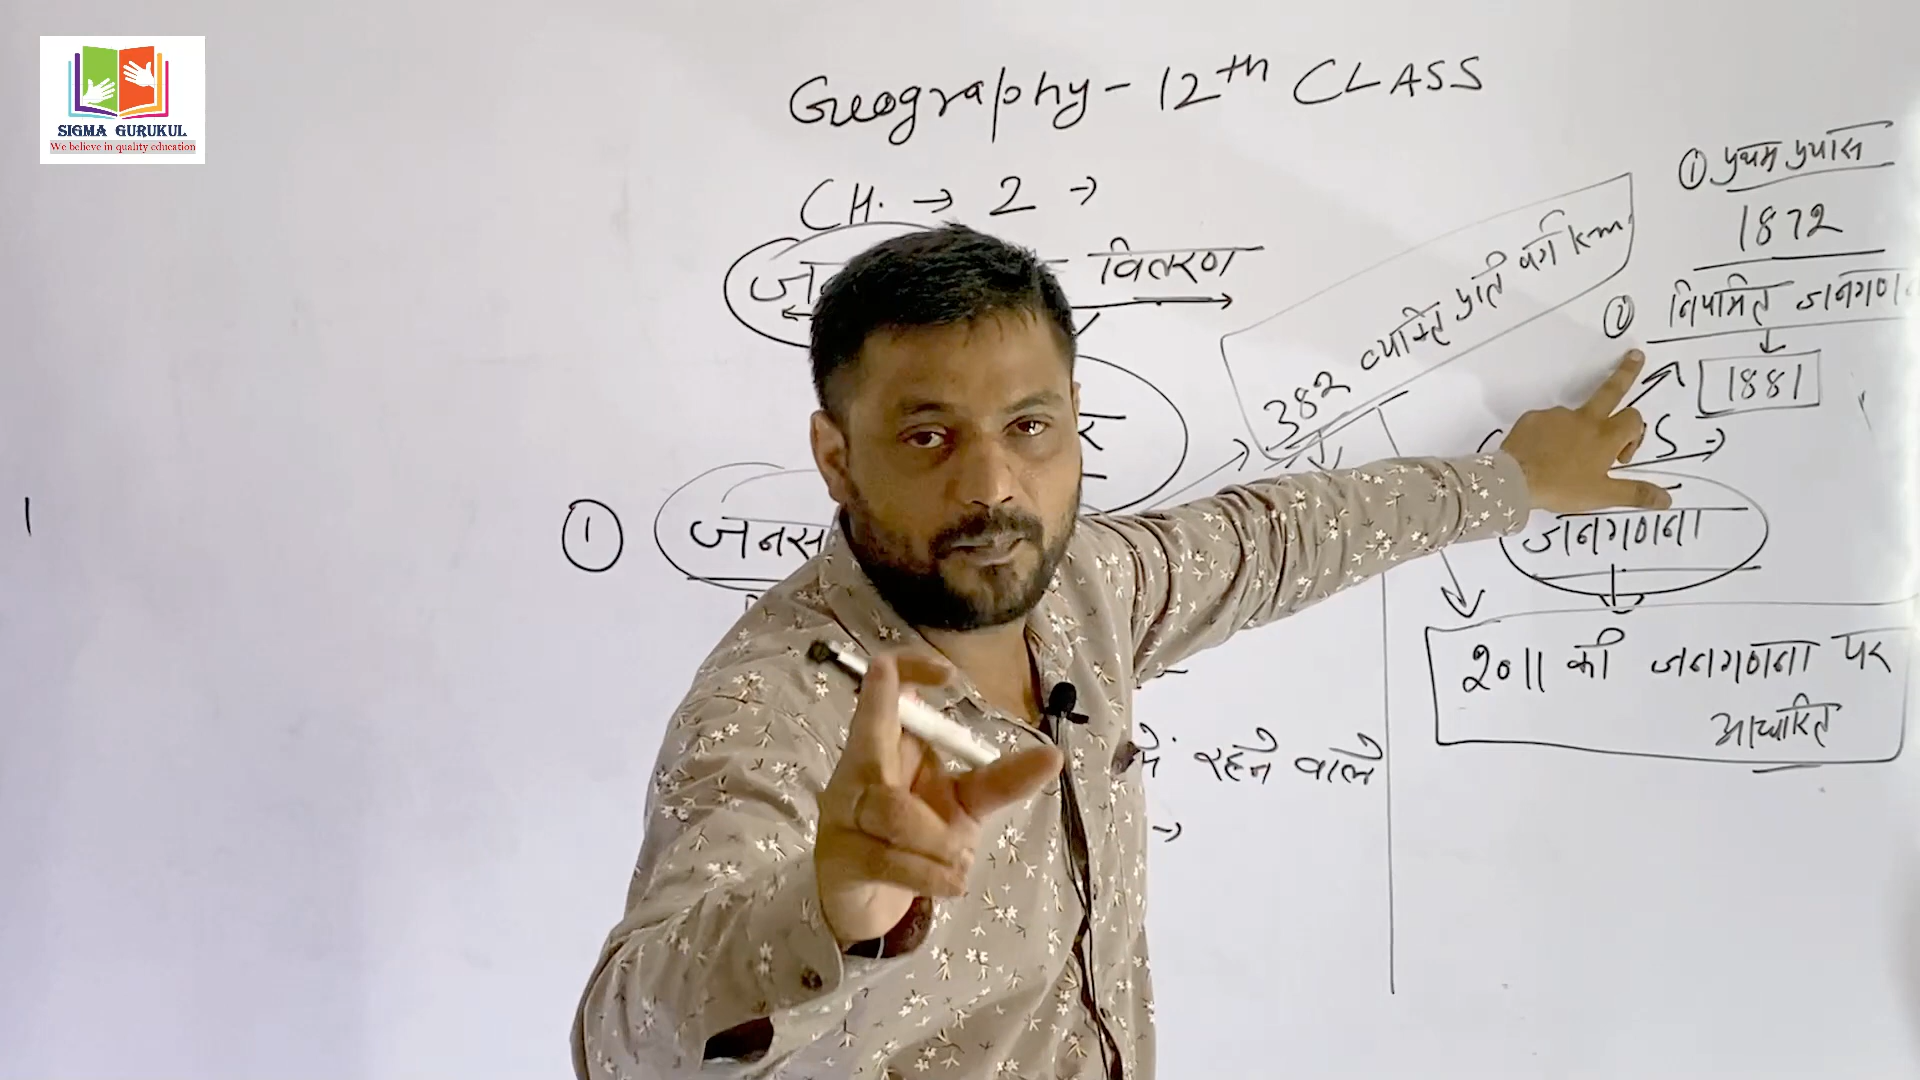 SIGMA GURUKUL
We believe in quality education
Geography - 12th CLASS
CH. → 2 →
वितरण
① प्रथम प्रयास
1872
② नियमित जनगणना
1881
382 व्यक्ति प्रति वर्ग km.
①
जनस
S →
जनगणना
2011 की जनगणना पर
आधारित
में रहने वाले